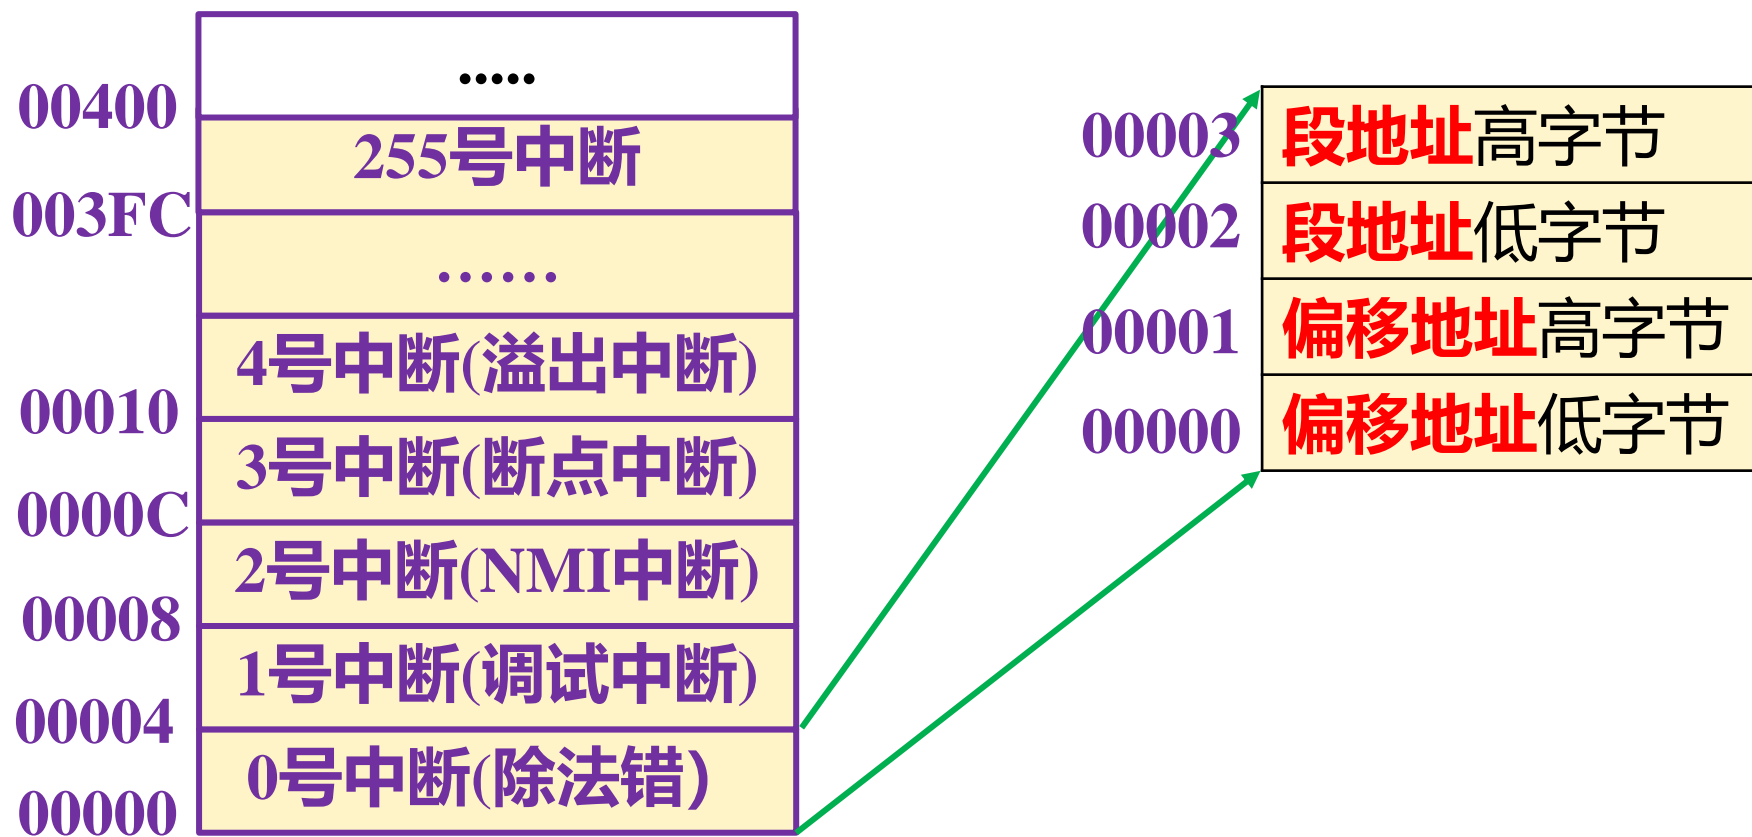 .....
00400
255号中断
003FC
······
4号中断(溢出中断)
00010
3号中断(断点中断)
0000C
2号中断(NMI中断)
00008
1号中断(调试中断)
00004
0号中断(除法错)
00000
00003 段地址高字节
00002 段地址低字节
00001 偏移地址高字节
00000 偏移地址低字节